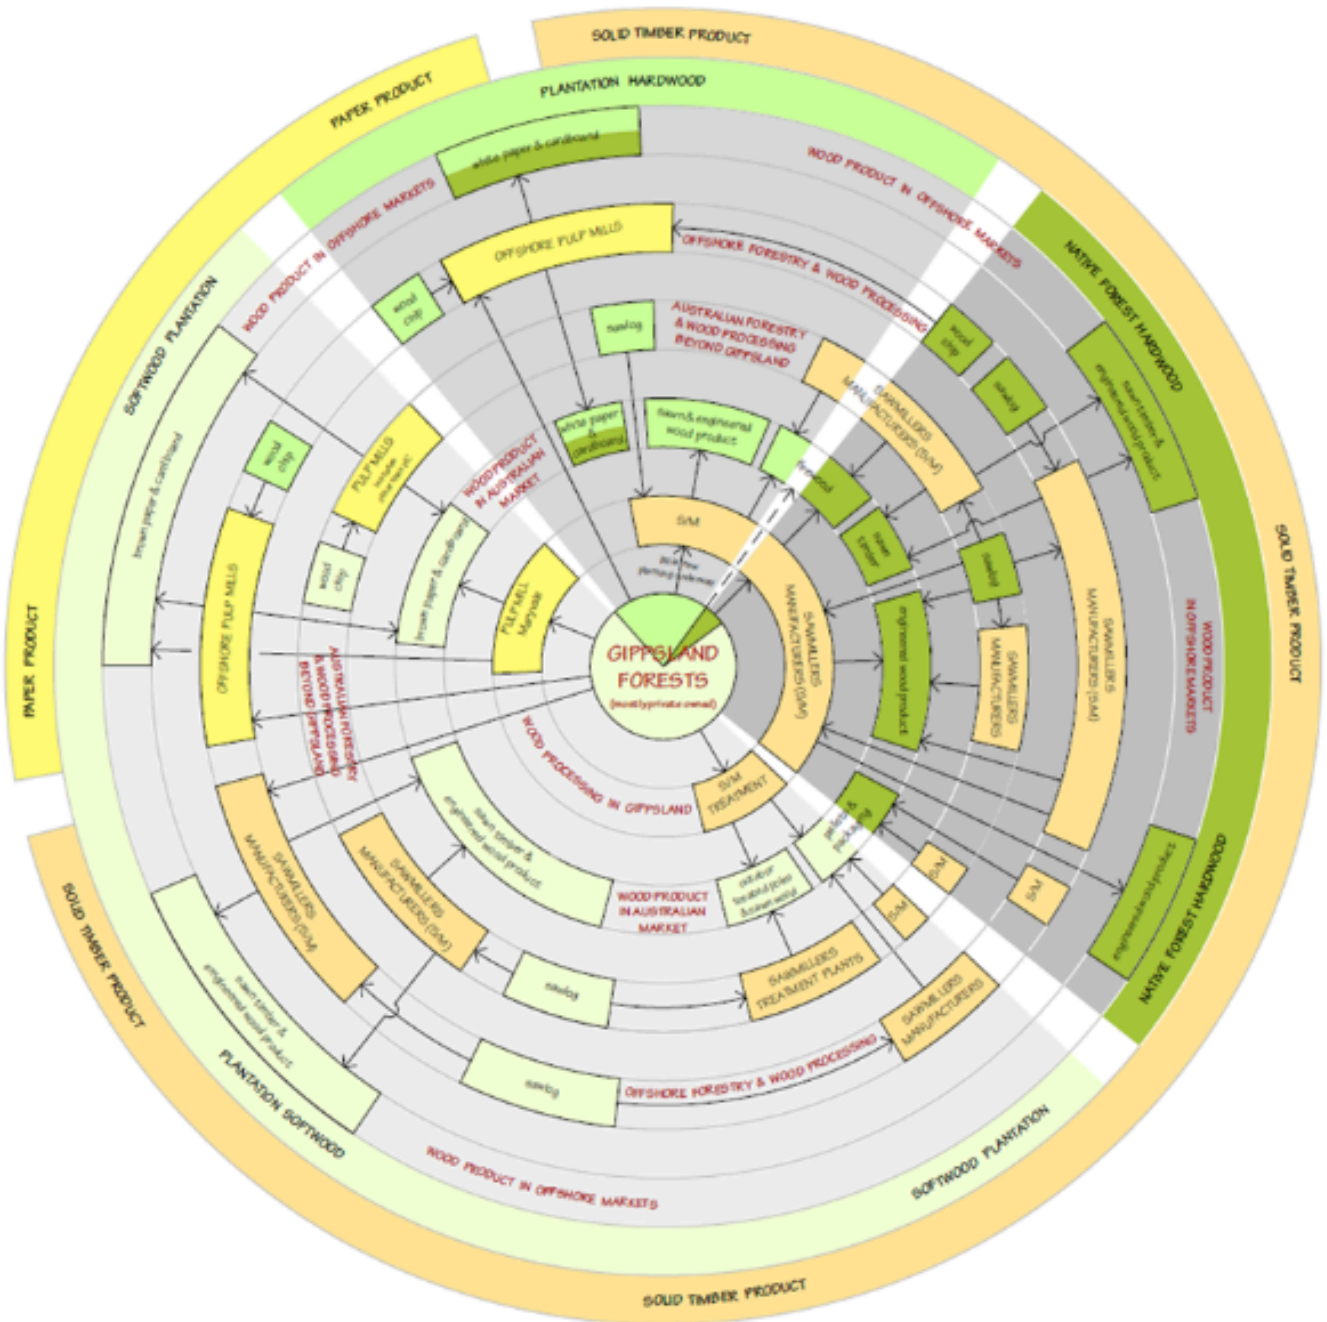 SOLID TIMBER PRODUCT
PAPER PRODUCT
PLANTATION HARDWOOD
white paper & cardboard
WOOD PRODUCT IN OFFSHORE MARKETS
WOOD PRODUCT IN OFFSHORE MARKETS
OFFSHORE PULP MILLS
OFFSHORE FORESTRY & WOOD PROCESSING
wood
chip
sawlog
AUSTRALIAN FORESTRY
& WOOD PROCESSING
BEYOND GIPPSLAND
NATIVE FOREST HARDWOOD
wood
chip
sawlog
sawn timber &
engineered wood product
SOFTWOOD PLANTATION
brown paper & cardboard
wood
chip
PULP MILLS
SAWMILLERS
MANUFACTURERS (S/M)
white paper
&
cardboard
sawn & engineered
wood product
firewood
WOOD PRODUCT
IN AUSTRALIAN
MARKET
sawn
timber
S/M
sawlog
brown paper & cardboard
wood
chip
PULP MILL
Maryvale
GIPPSLAND
FORESTS
(mostly private owned)
SAWMILLERS
MANUFACTURERS (S/M)
engineered wood product
SAWMILLERS
MANUFACTURERS
SAWMILLERS
MANUFACTURERS (S/M)
WOOD PRODUCT
IN OFFSHORE MARKETS
SOLID TIMBER PRODUCT
PAPER PRODUCT
OFFSHORE PULP MILLS
AUSTRALIAN FORESTRY
& WOOD PROCESSING
BEYOND GIPPSLAND
WOOD PROCESSING IN GIPPSLAND
S/M
TREATMENT
pallets
packaging
outdoor
& sawn wood
sawn timber &
engineered wood product
WOOD PRODUCT
IN AUSTRALIAN
MARKET
SAWMILLERS
MANUFACTURERS (S/M)
SAWMILLERS
MANUFACTURERS (S/M)
S/M
S/M
S/M
engineered wood product
NATIVE FOREST HARDWOOD
SOLID TIMBER PRODUCT
sawlog
SAWMILLERS
TREATMENT PLANTS
SAWMILLERS
MANUFACTURERS
sawn timber &
engineered wood product
sawlog
OFFSHORE FORESTRY & WOOD PROCESSING
PLANTATION SOFTWOOD
WOOD PRODUCT IN OFFSHORE MARKETS
SOFTWOOD PLANTATION
SOLID TIMBER PRODUCT